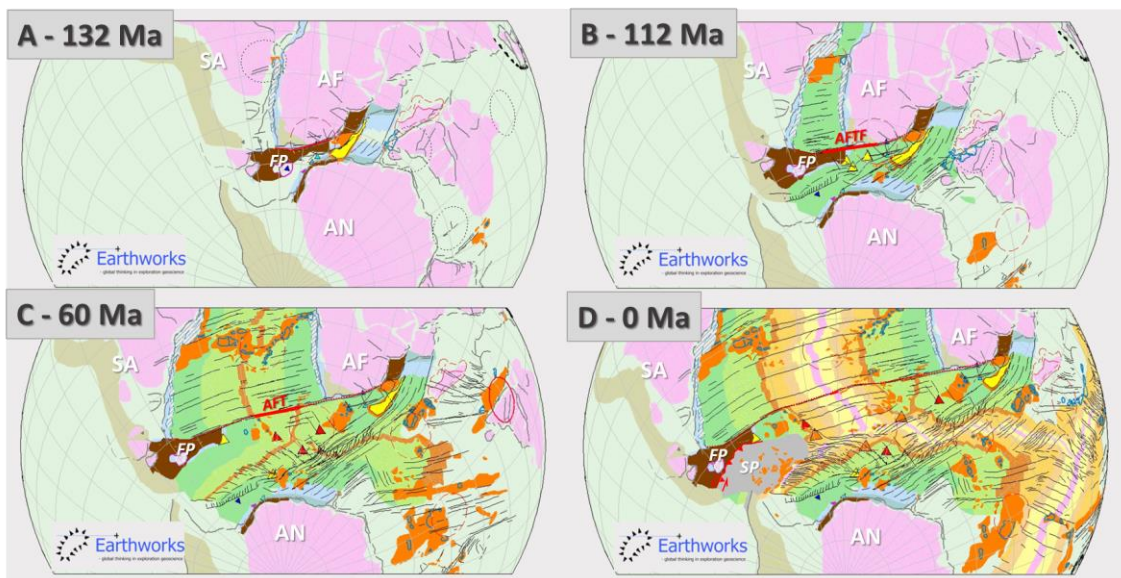 A - 132 Ma
SA
AF
FP
AN
Earthworks
- global thinking in exploration geoscience
B - 112 Ma
SA
AF
AFTF
FP
AN
Earthworks
- global thinking in exploration geoscience
C - 60 Ma
SA
AF
AFT
FP
AN
Earthworks
- global thinking in exploration geoscience
D - 0 Ma
SA
AF
FP
SP
AN
Earthworks
- global thinking in exploration geoscience